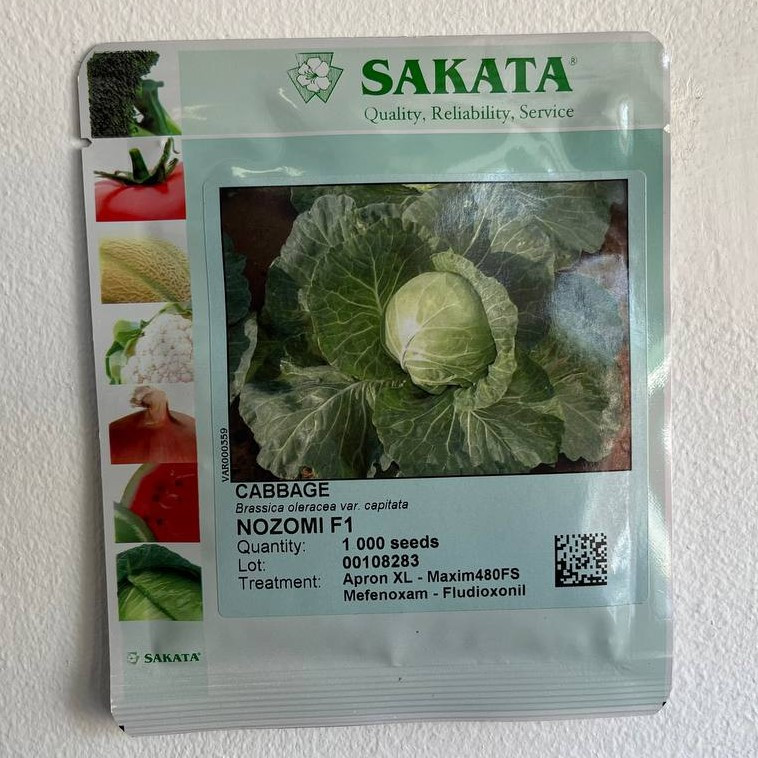 SAKATA®
Quality, Reliability, Service
VAR000359
CABBAGE
Brassica oleracea var. capitata
NOZOMI F1
Quantity: 1 000 seeds
Lot: 00108283
Treatment: Apron XL - Maxim480FS
Mefenoxam - Fludioxonil
SAKATA®